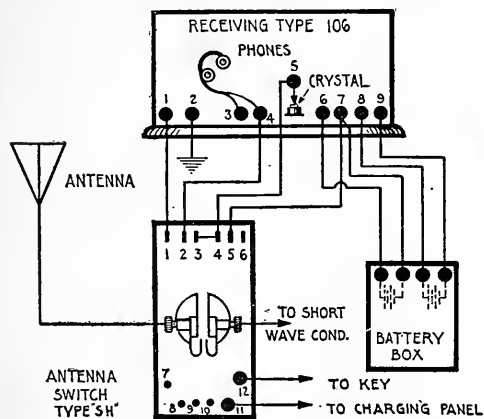 RECEIVING TYPE 106
PHONES
5
CRYSTAL
1 2 3 4 6 7 8 9
ANTENNA
1 2 3 4 5 6
TO SHORT
WAVE COND.
BATTERY
BOX
7
12
TO KEY
ANTENNA
SWITCH
TYPE "SH"
8 9 10 11
TO CHARGING PANEL